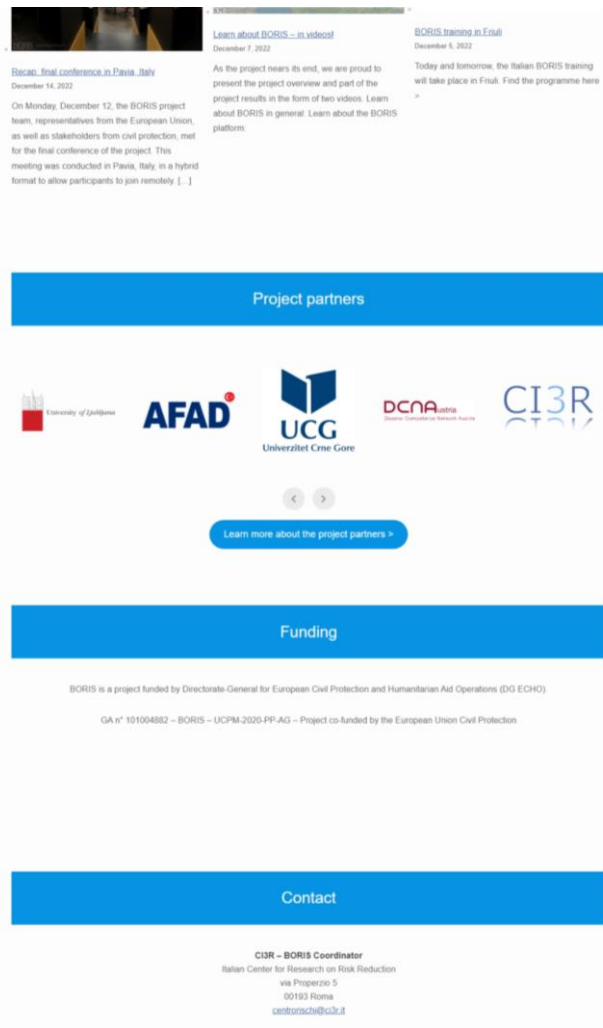 Recap: final conference in Pavia, Italy
December 14, 2022
On Monday, December 12, the BORIS project
team, representatives from the European Union,
as well as stakeholders from civil protection, met
for the final conference of the project. This
meeting was conducted in Pavia, Italy, in a hybrid
format to allow participants to join remotely. [...]
Learn about BORIS – in videos!
December 7, 2022
As the project nears its end, we are proud to
present the project overview and part of the
project results in the form of two videos. Learn
about BORIS in general: Learn about the BORIS
platform:
BORIS training in Friuli
December 5, 2022
Today and tomorrow, the Italian BORIS training
will take place in Friuli. Find the programme here
>
Project partners
University of Ljubljana
AFAD
UCG
Univerzitet Crne Gore
DCNAustria
Disaster Competence Network Austria
CI3R
Learn more about the project partners >
Funding
BORIS is a project funded by Directorate-General for European Civil Protection and Humanitarian Aid Operations (DG ECHO)
GA n° 101004882 – BORIS – UCPM-2020-PP-AG – Project co-funded by the European Union Civil Protection
Contact
CI3R – BORIS Coordinator
Italian Center for Research on Risk Reduction
via Properzio 5
00193 Roma
centronschi@ci3r.it